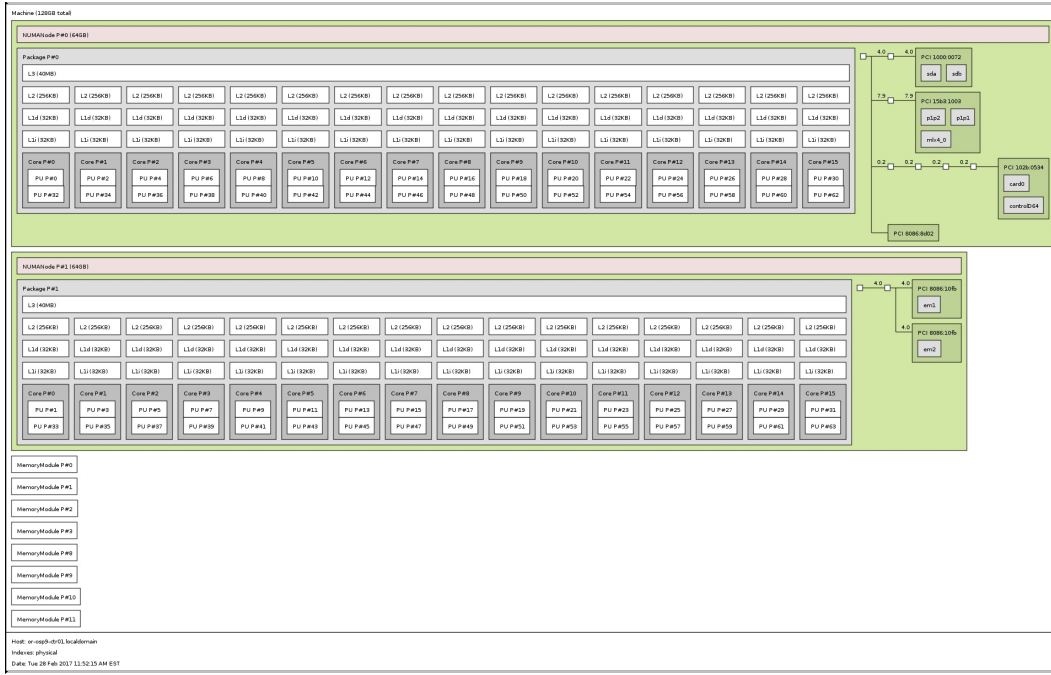 Machine (128GB total)
NUMANode P#0 (64GB)
Package P#0
L3 (40MB)
L2 (256KB) L2 (256KB) L2 (256KB) L2 (256KB) L2 (256KB) L2 (256KB) L2 (256KB) L2 (256KB) L2 (256KB) L2 (256KB) L2 (256KB) L2 (256KB) L2 (256KB) L2 (256KB) L2 (256KB) L2 (256KB)
L1d (32KB) L1d (32KB) L1d (32KB) L1d (32KB) L1d (32KB) L1d (32KB) L1d (32KB) L1d (32KB) L1d (32KB) L1d (32KB) L1d (32KB) L1d (32KB) L1d (32KB) L1d (32KB) L1d (32KB) L1d (32KB)
L1i (32KB) L1i (32KB) L1i (32KB) L1i (32KB) L1i (32KB) L1i (32KB) L1i (32KB) L1i (32KB) L1i (32KB) L1i (32KB) L1i (32KB) L1i (32KB) L1i (32KB) L1i (32KB) L1i (32KB) L1i (32KB)
Core P#0 Core P#1 Core P#2 Core P#3 Core P#4 Core P#5 Core P#6 Core P#7 Core P#8 Core P#9 Core P#10 Core P#11 Core P#12 Core P#13 Core P#14 Core P#15
PU P#0 PU P#2 PU P#4 PU P#6 PU P#8 PU P#10 PU P#12 PU P#14 PU P#16 PU P#18 PU P#20 PU P#22 PU P#24 PU P#26 PU P#28 PU P#30
PU P#32 PU P#34 PU P#36 PU P#38 PU P#40 PU P#42 PU P#44 PU P#46 PU P#48 PU P#50 PU P#52 PU P#54 PU P#56 PU P#58 PU P#60 PU P#62
4.0 4.0 PCI 1000:0072
sda sdb
7.9 7.9 PCI 15b3:1003
p1p2 p1p1
mlx4_0
0.2 0.2 0.2 0.2 PCI 102b:0534
card0
controlD64
PCI 8086:8d02
NUMANode P#1 (64GB)
Package P#1
L3 (40MB)
L2 (256KB) L2 (256KB) L2 (256KB) L2 (256KB) L2 (256KB) L2 (256KB) L2 (256KB) L2 (256KB) L2 (256KB) L2 (256KB) L2 (256KB) L2 (256KB) L2 (256KB) L2 (256KB) L2 (256KB) L2 (256KB)
L1d (32KB) L1d (32KB) L1d (32KB) L1d (32KB) L1d (32KB) L1d (32KB) L1d (32KB) L1d (32KB) L1d (32KB) L1d (32KB) L1d (32KB) L1d (32KB) L1d (32KB) L1d (32KB) L1d (32KB) L1d (32KB)
L1i (32KB) L1i (32KB) L1i (32KB) L1i (32KB) L1i (32KB) L1i (32KB) L1i (32KB) L1i (32KB) L1i (32KB) L1i (32KB) L1i (32KB) L1i (32KB) L1i (32KB) L1i (32KB) L1i (32KB) L1i (32KB)
Core P#0 Core P#1 Core P#2 Core P#3 Core P#4 Core P#5 Core P#6 Core P#7 Core P#8 Core P#9 Core P#10 Core P#11 Core P#12 Core P#13 Core P#14 Core P#15
PU P#1 PU P#3 PU P#5 PU P#7 PU P#9 PU P#11 PU P#13 PU P#15 PU P#17 PU P#19 PU P#21 PU P#23 PU P#25 PU P#27 PU P#29 PU P#31
PU P#33 PU P#35 PU P#37 PU P#39 PU P#41 PU P#43 PU P#45 PU P#47 PU P#49 PU P#51 PU P#53 PU P#55 PU P#57 PU P#59 PU P#61 PU P#63
4.0 4.0 PCI 8086:10fb
em1
4.0 PCI 8086:10fb
em2
MemoryModule P#0
MemoryModule P#1
MemoryModule P#2
MemoryModule P#3
MemoryModule P#8
MemoryModule P#9
MemoryModule P#10
MemoryModule P#11
Host: or-osp9-ctr01.localdomain
Indexes: physical
Date: Tue 28 Feb 2017 11:52:15 AM EST